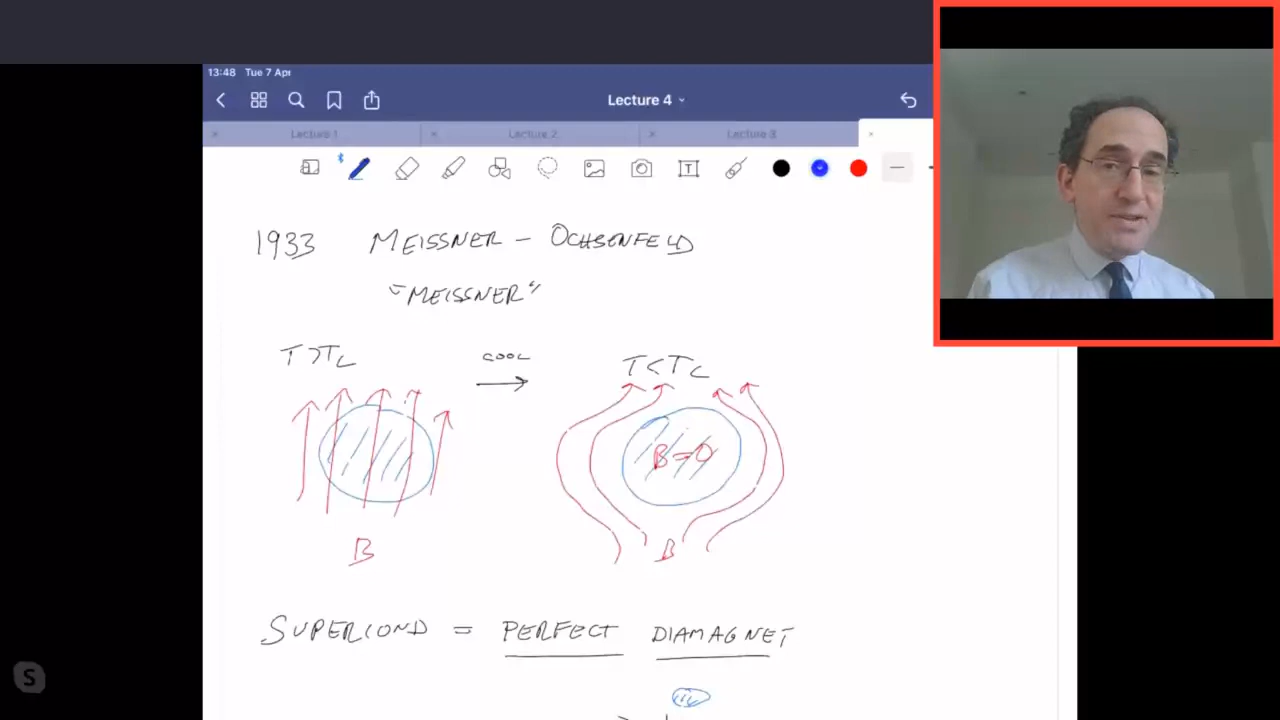 13:48 Tue 7 Apr
Lecture 4
Lecture 1 Lecture 2 Lecture 3
T
1933 MEISSNER - OCHSENFELD
"MEISSNER"
T>Tc COOL T<Tc
B=0
B B
SUPERCOND = PERFECT DIAMAGNET
S